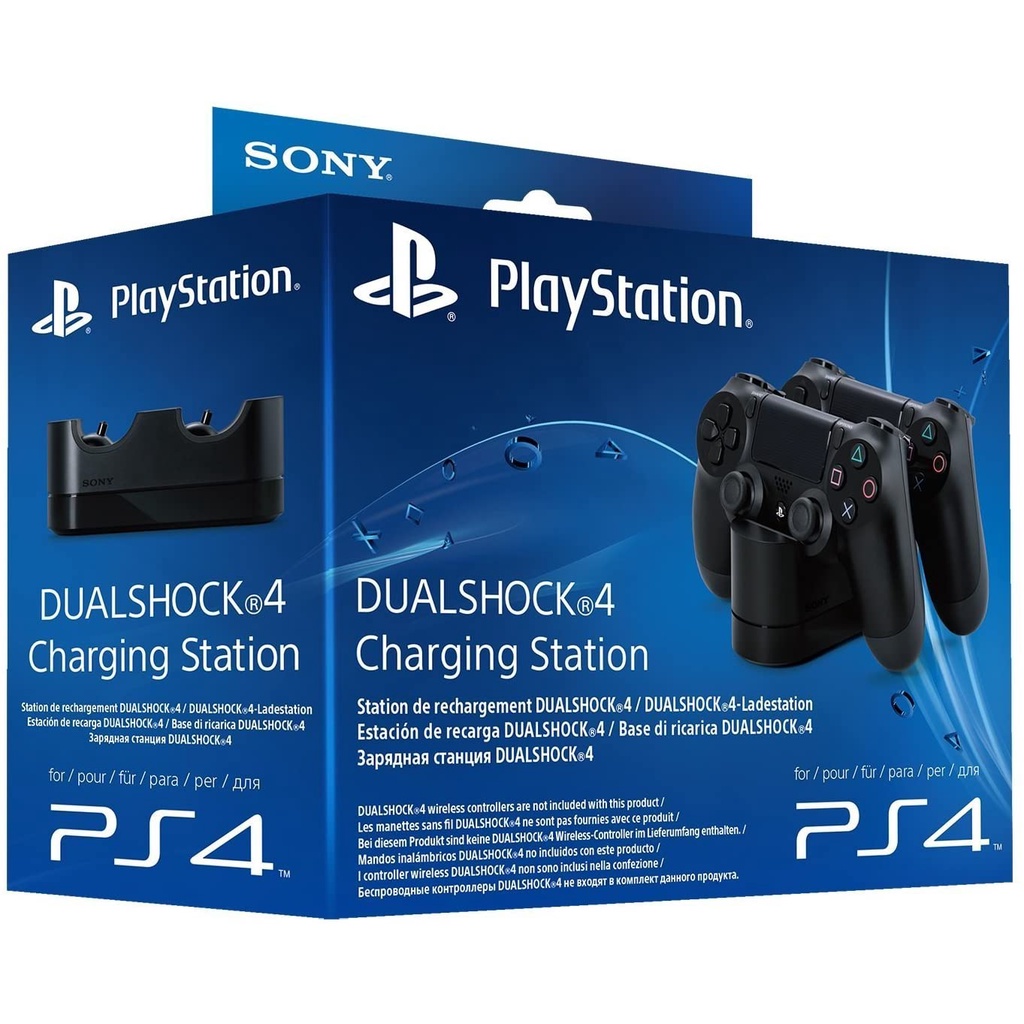 SONY®
PlayStation®
SONY
DUALSHOCK®4
Charging Station
Station de rechargement DUALSHOCK®4 / DUALSHOCK®4-Ladestation
Estación de recarga DUALSHOCK®4 / Base di ricarica DUALSHOCK®4
Зарядная станция DUALSHOCK®4
for / pour / für / para / per / для
PS4™
PlayStation®
SONY
DUALSHOCK®4
Charging Station
Station de rechargement DUALSHOCK®4 / DUALSHOCK®4-Ladestation
Estación de recarga DUALSHOCK®4 / Base di ricarica DUALSHOCK®4
Зарядная станция DUALSHOCK®4
DUALSHOCK®4 wireless controllers are not included with this product /
Les manettes sans fil DUALSHOCK®4 ne sont pas fournies avec ce produit /
Bei diesem Produkt sind keine DUALSHOCK®4 Wireless-Controller im Lieferumfang enthalten. /
Mandos inalámbricos DUALSHOCK®4 no incluidos con este producto /
I controller wireless DUALSHOCK®4 non sono inclusi nella confezione /
Беспроводные контроллеры DUALSHOCK®4 не входят в комплект данного продукта.
for / pour / für / para / per / для
PS4™